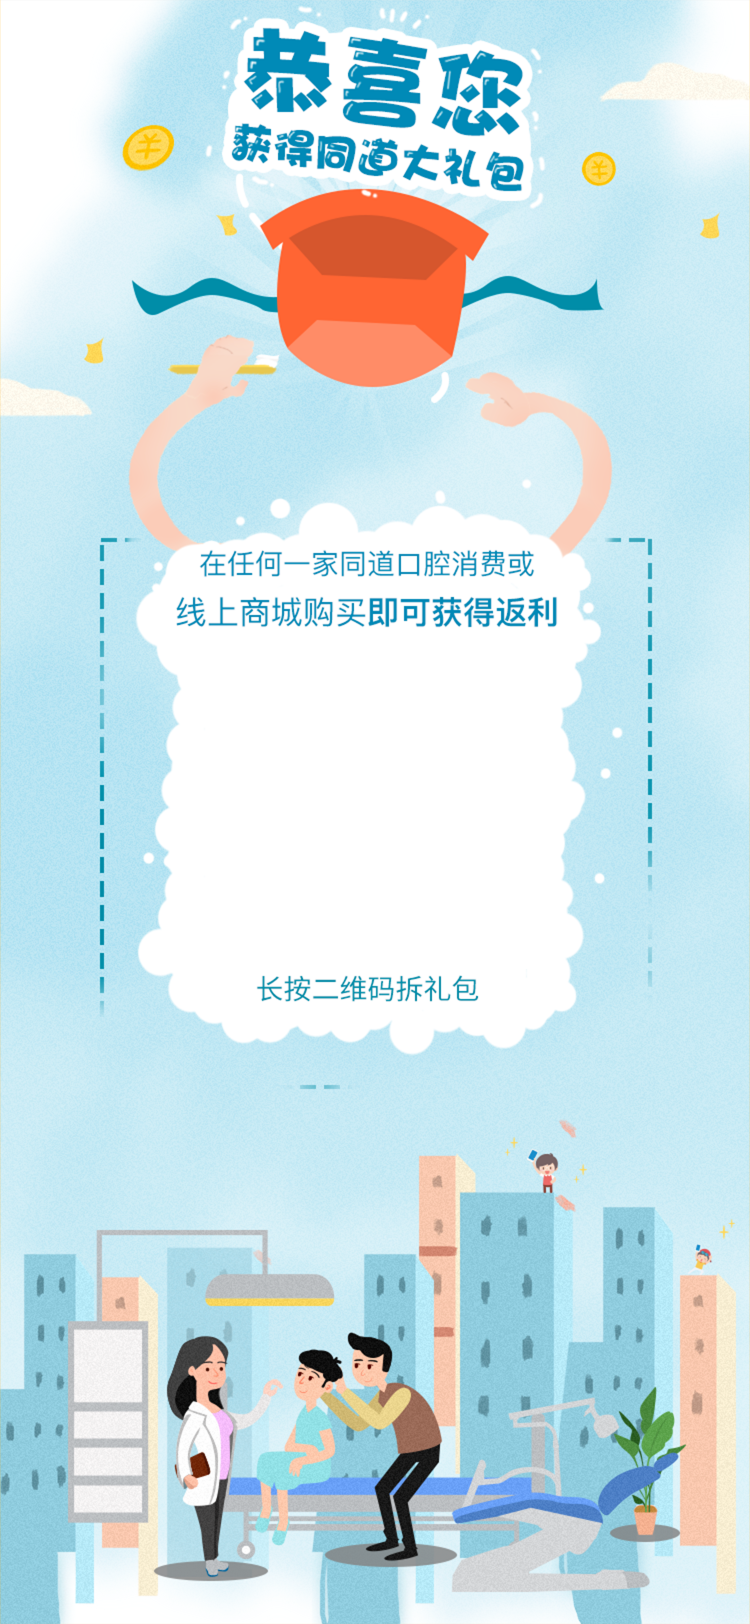 恭喜您
获得同道大礼包
在任何一家同道口腔消费或
线上商城购买即可获得返利
长按二维码拆礼包